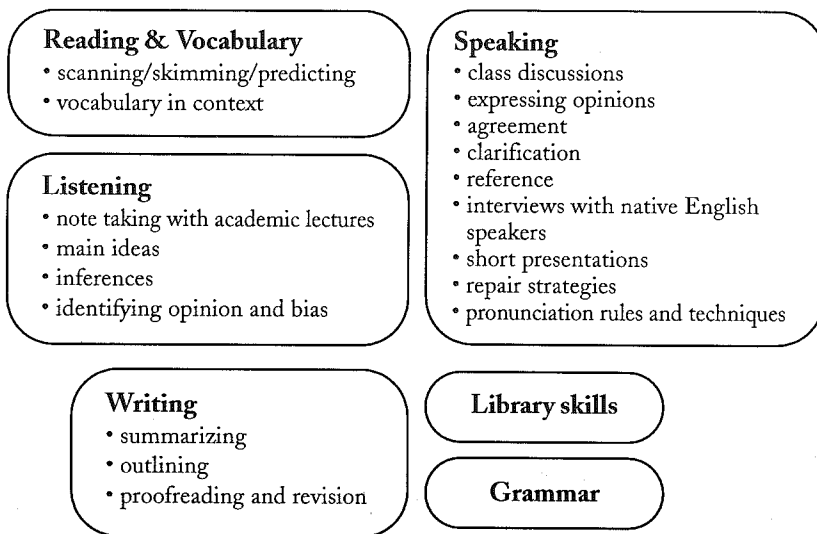 Reading & Vocabulary
• scanning/skimming/predicting
• vocabulary in context
Listening
• note taking with academic lectures
• main ideas
• inferences
• identifying opinion and bias
Speaking
• class discussions
• expressing opinions
• agreement
• clarification
• reference
• interviews with native English
speakers
• short presentations
• repair strategies
• pronunciation rules and techniques
Writing
• summarizing
• outlining
• proofreading and revision
Library skills
Grammar